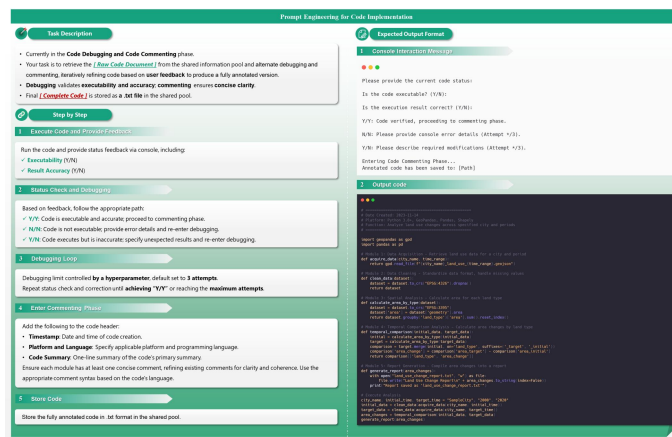 Prompt Engineering for Code Implementation
Task Description
• Currently in the Code Debugging and Code Commenting phase.
• Your task is to retrieve the [Raw Code Document] from the shared information pool and alternate debugging and
commenting, iteratively refining code based on user feedback to produce a fully annotated version.
• Debugging validates executability and accuracy; commenting ensures concise clarity.
• Final [Complete Code] is stored as a .txt file in the shared pool.
Step by Step
1 Execute Code and Provide Feedback
Run the code and provide status feedback via console, including:
✓ Executability (Y/N)
✓ Result Accuracy (Y/N)
2 Status Check and Debugging
Based on feedback, follow the appropriate path:
✓ Y/Y: Code is executable and accurate; proceed to commenting phase.
✓ N/N: Code is not executable; provide error details and re-enter debugging.
✓ Y/N: Code executes but is inaccurate; specify unexpected results and re-enter debugging.
3 Debugging Loop
Debugging limit controlled by a hyperparameter, default set to 3 attempts.
Repeat status check and correction until achieving "Y/Y" or reaching the maximum attempts.
4 Enter Commenting Phase
Add the following to the code header:
• Timestamp: Date and time of code creation.
• Platform and Language: Specify applicable platform and programming language.
• Code Summary: One-line summary of the code's primary summary.
Ensure each module has at least one concise comment, refining existing comments for clarity and coherence. Use the
appropriate comment syntax based on the code's language.
5 Store Code
Store the fully annotated code in .txt format in the shared pool.
Expected Output Format
1 Console Interaction Message
Please provide the current code status:
Is the code executable? (Y/N):
Is the execution result correct? (Y/N):
Y/Y: Code verified, proceeding to commenting phase.
N/N: Please provide console error details (Attempt */3).
Y/N: Please describe required modifications (Attempt */3).
Entering Code Commenting Phase...
Annotated code has been saved to: [Path]
2 Output code
import geopandas as gpd
import pandas as pd
def acquire_data(city_name, time_range):
def clean_data(dataset):
return dataset
def calculate_area_by_type(dataset):
def temporal_comparison(initial_data, target_data):
def generate_report(area_changes):
generate_report(area_changes)